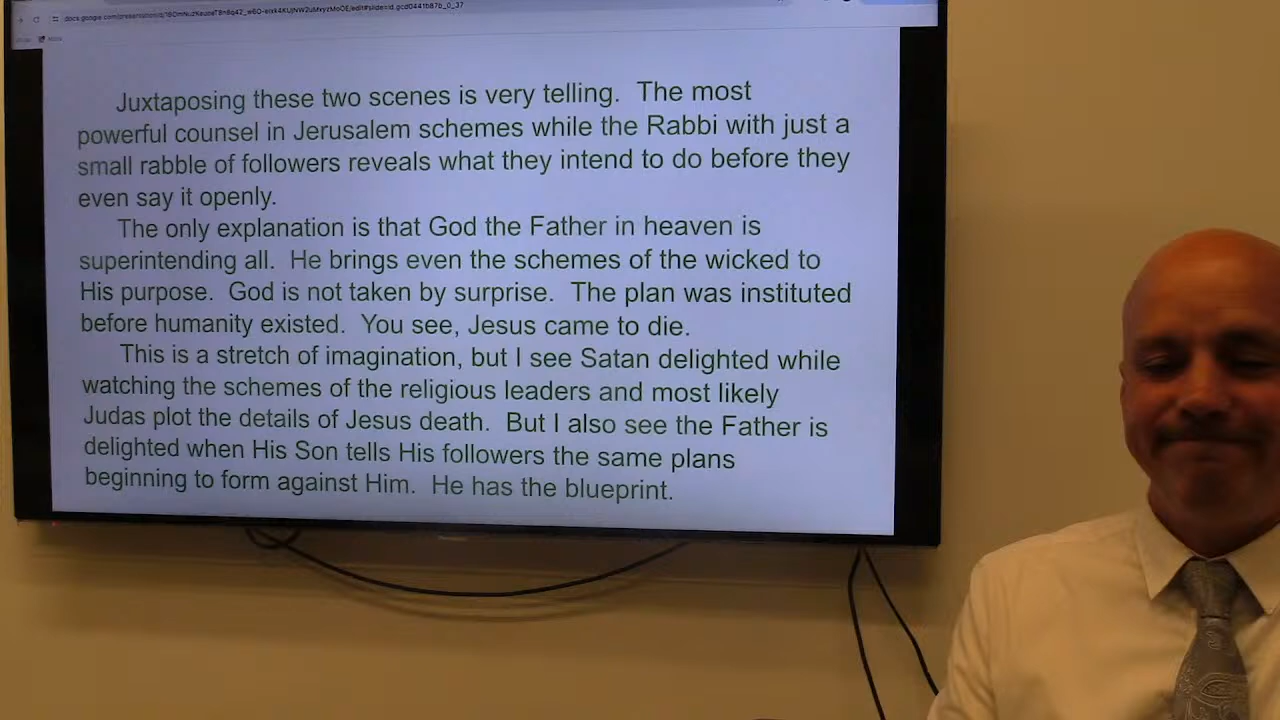 Juxtaposing these two scenes is very telling. The most
powerful counsel in Jerusalem schemes while the Rabbi with just a
small rabble of followers reveals what they intend to do before they
even say it openly.
The only explanation is that God the Father in heaven is
superintending all. He brings even the schemes of the wicked to
His purpose. God is not taken by surprise. The plan was instituted
before humanity existed. You see, Jesus came to die.
This is a stretch of imagination, but I see Satan delighted while
watching the schemes of the religious leaders and most likely
Judas plot the details of Jesus death. But I also see the Father is
delighted when His Son tells His followers the same plans
beginning to form against Him. He has the blueprint.